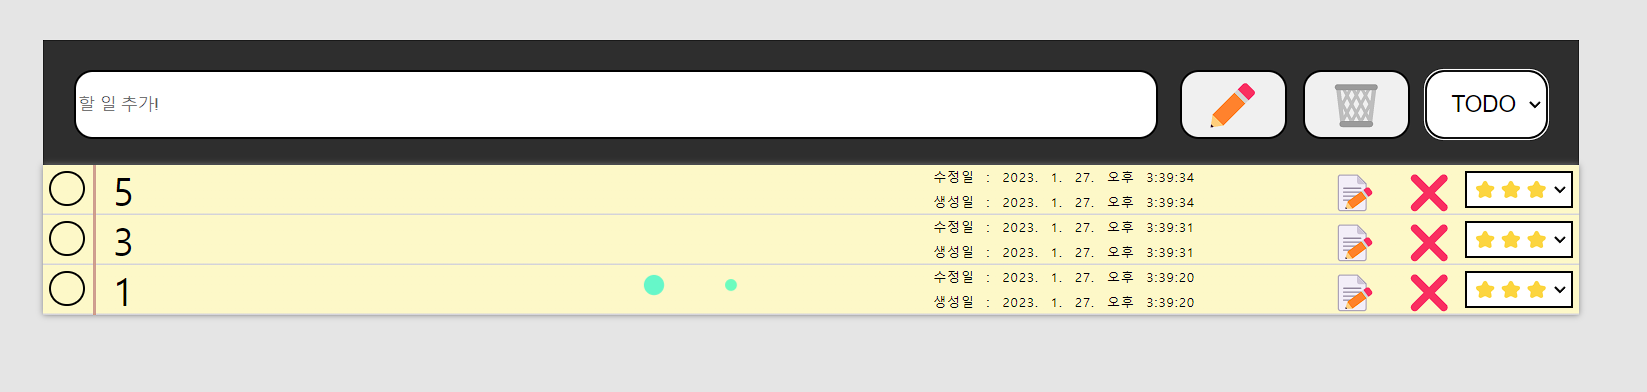 할 일 추가!
TODO
5
수정일 : 2023. 1. 27. 오후 3:39:34
생성일 : 2023. 1. 27. 오후 3:39:34
3
수정일 : 2023. 1. 27. 오후 3:39:31
생성일 : 2023. 1. 27. 오후 3:39:31
1
수정일 : 2023. 1. 27. 오후 3:39:20
생성일 : 2023. 1. 27. 오후 3:39:20